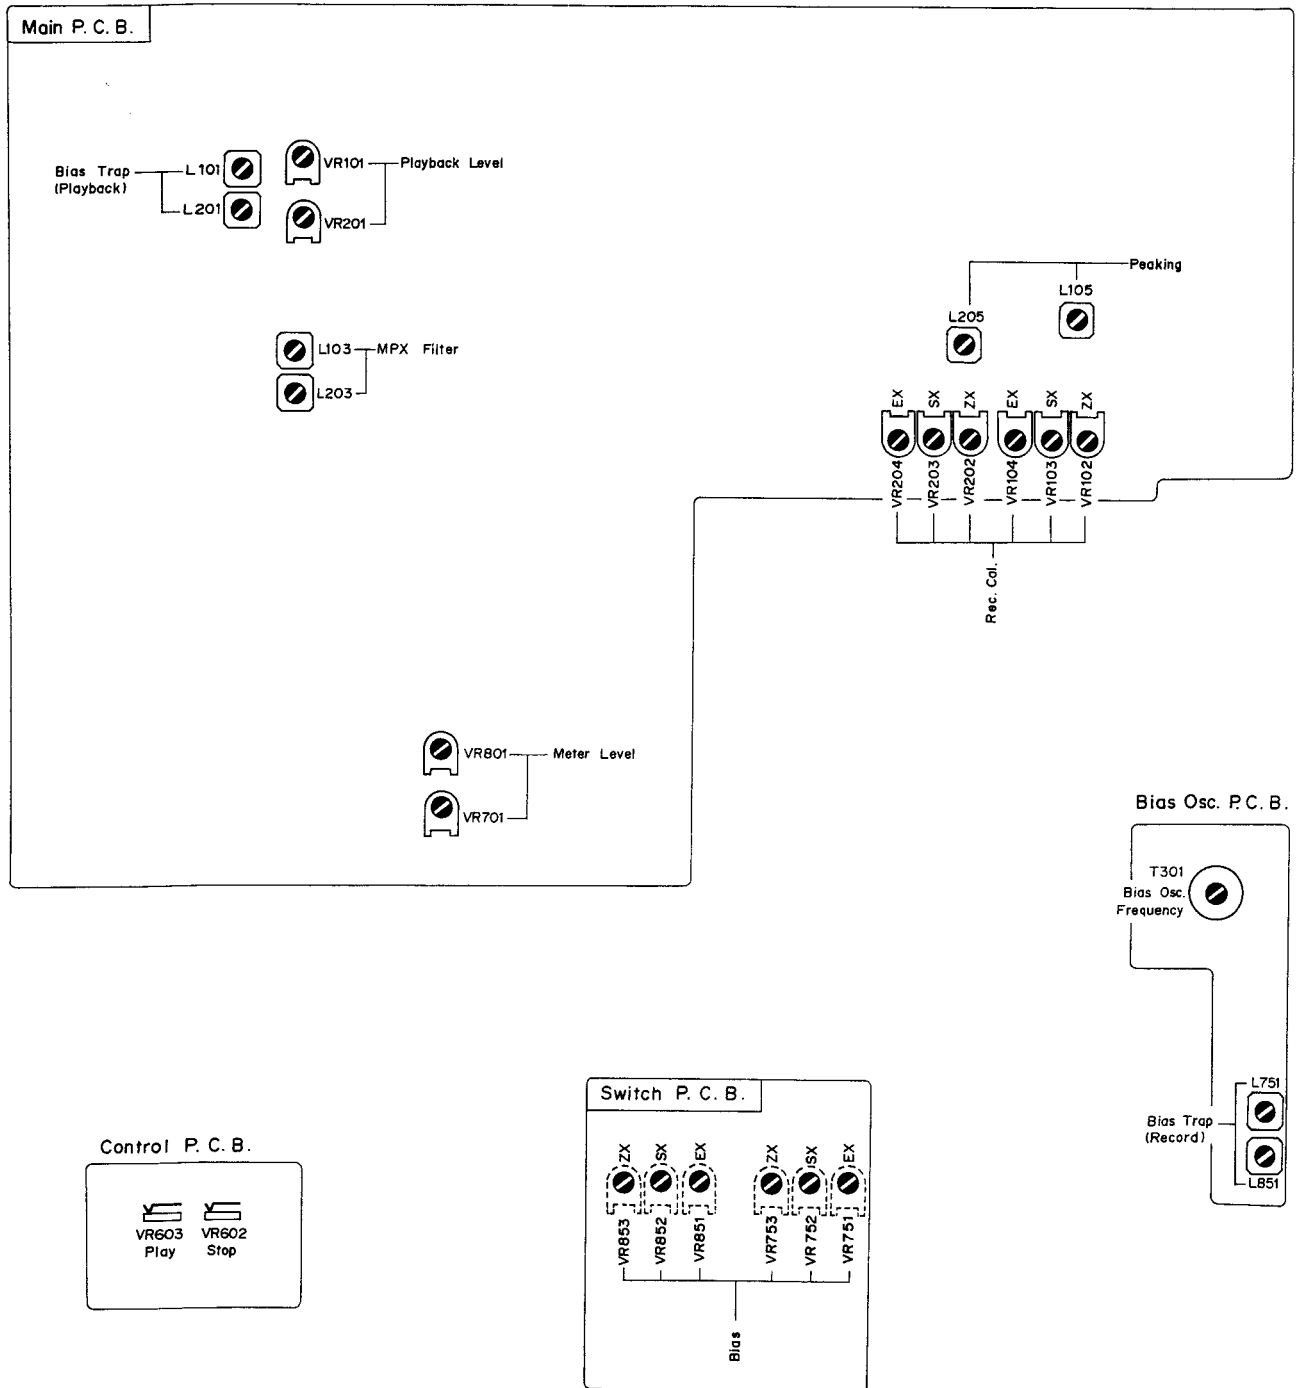 Main P. C. B.
Bias Trap
(Playback)
L101
L201
VR101
VR201
Playback Level
L103
L203
MPX Filter
Peaking
L105
L205
EX
SX
ZX
EX
SX
ZX
VR204
VR203
VR202
VR104
VR103
VR102
Rec. Cal.
VR801
VR701
Meter Level
Bias Osc. P. C. B.
T301
Bias Osc.
Frequency
L751
Bias Trap
(Record)
L851
Control P. C. B.
VR603
Play
VR602
Stop
Switch P. C. B.
ZX
SX
EX
ZX
SX
EX
VR853
VR852
VR851
VR753
VR752
VR751
Bias